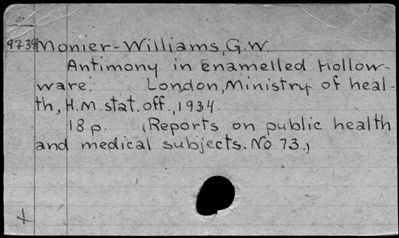 9739 Monier-Williams, G.W.
Antimony in enamelled hollow-
ware. London, Ministry of heal-
th, H.M. stat. off., 1934.
18 p. (Reports on public health
and medical subjects. No 73.)